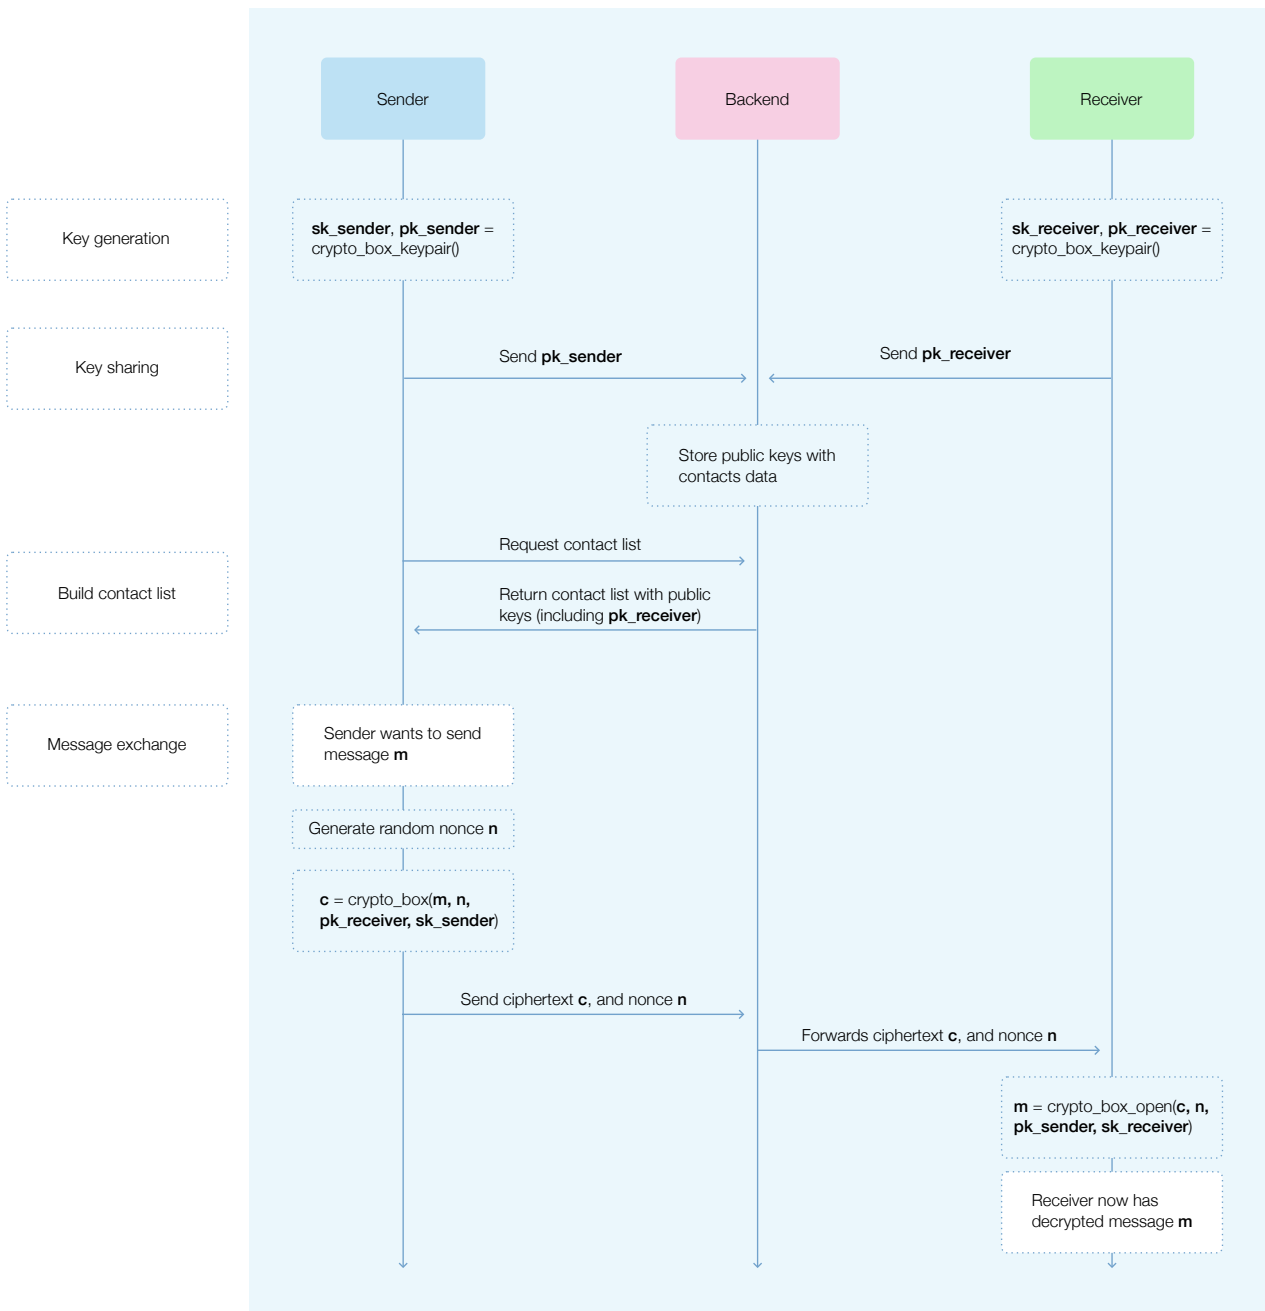 Sender
Backend
Receiver
Key generation
sk_sender, pk_sender =
crypto_box_keypair()
sk_receiver, pk_receiver =
crypto_box_keypair()
Key sharing
Send pk_sender
Send pk_receiver
Store public keys with
contacts data
Build contact list
Request contact list
Return contact list with public
keys (including pk_receiver)
Message exchange
Sender wants to send
message m
Generate random nonce n
c = crypto_box(m, n,
pk_receiver, sk_sender)
Send ciphertext c, and nonce n
Forwards ciphertext c, and nonce n
m = crypto_box_open(c, n,
pk_sender, sk_receiver)
Receiver now has
decrypted message m